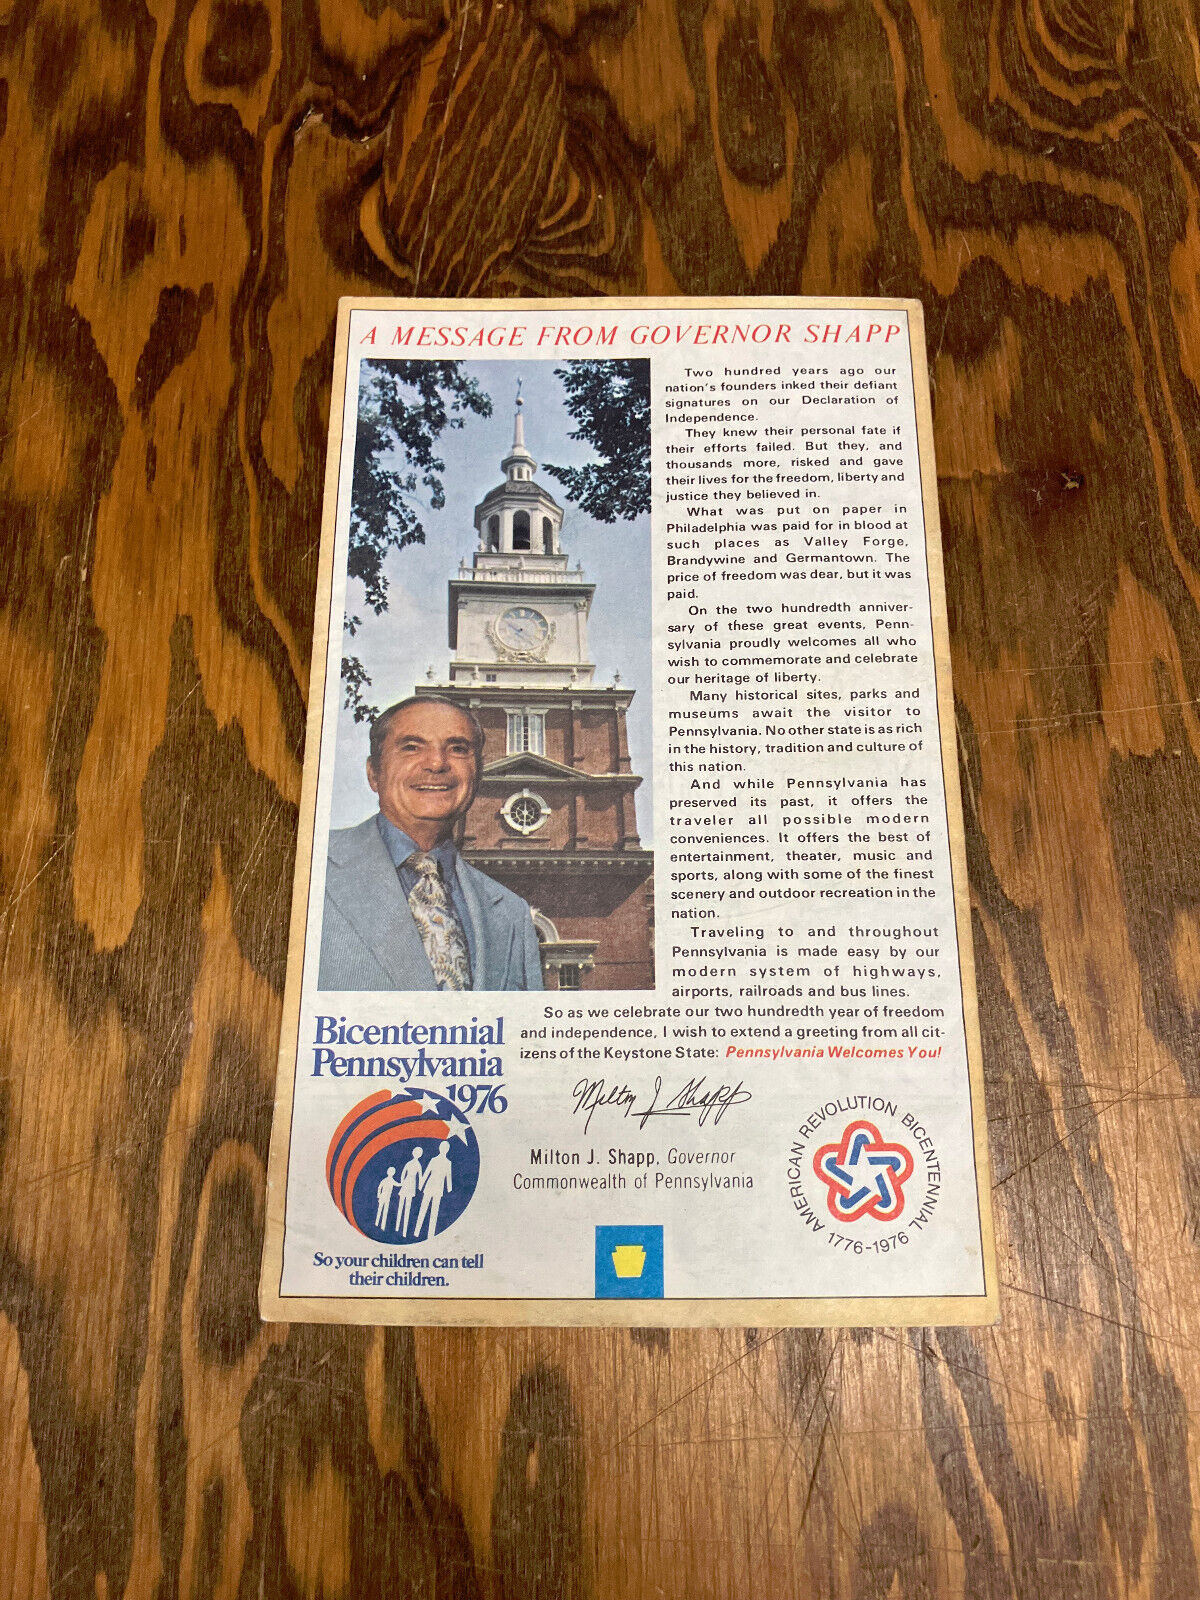 A MESSAGE FROM GOVERNOR SHAPP
Two hundred years ago our
nation's founders inked their defiant
signatures on our Declaration of
Independence.
They knew their personal fate if
their efforts failed. But they, and
thousands more, risked and gave
their lives for the freedom, liberty and
justice they believed in.
What was put on paper in
Philadelphia was paid for in blood at
such places as Valley Forge,
Brandywine and Germantown. The
price of freedom was dear, but it was
paid.
On the two hundredth anniver-
sary of these great events, Penn-
sylvania proudly welcomes all who
wish to commemorate and celebrate
our heritage of liberty.
Many historical sites, parks and
museums await the visitor to
Pennsylvania. No other state is as rich
in the history, tradition and culture of
this nation.
And while Pennsylvania has
preserved its past, it offers the
traveler all possible modern
conveniences. It offers the best of
entertainment, theater, music and
sports, along with some of the finest
scenery and outdoor recreation in the
nation.
Traveling to and throughout
Pennsylvania is made easy by our
modern system of highways,
airports, railroads and bus lines.
So as we celebrate our two hundredth year of freedom
and independence, I wish to extend a greeting from all cit-
izens of the Keystone State: Pennsylvania Welcomes You!
Milton J. Shapp
Milton J. Shapp, Governor
Commonwealth of Pennsylvania
Bicentennial
Pennsylvania
1976
So your children can tell
their children.
AMERICAN REVOLUTION BICENTENNIAL
1776-1976